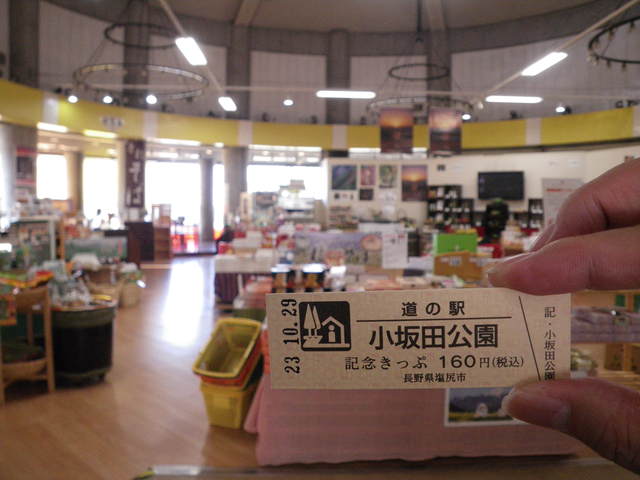 23.10.29
道の駅
小坂田公園
記念きっぷ 160円(税込)
長野県塩尻市
記・小坂田公園